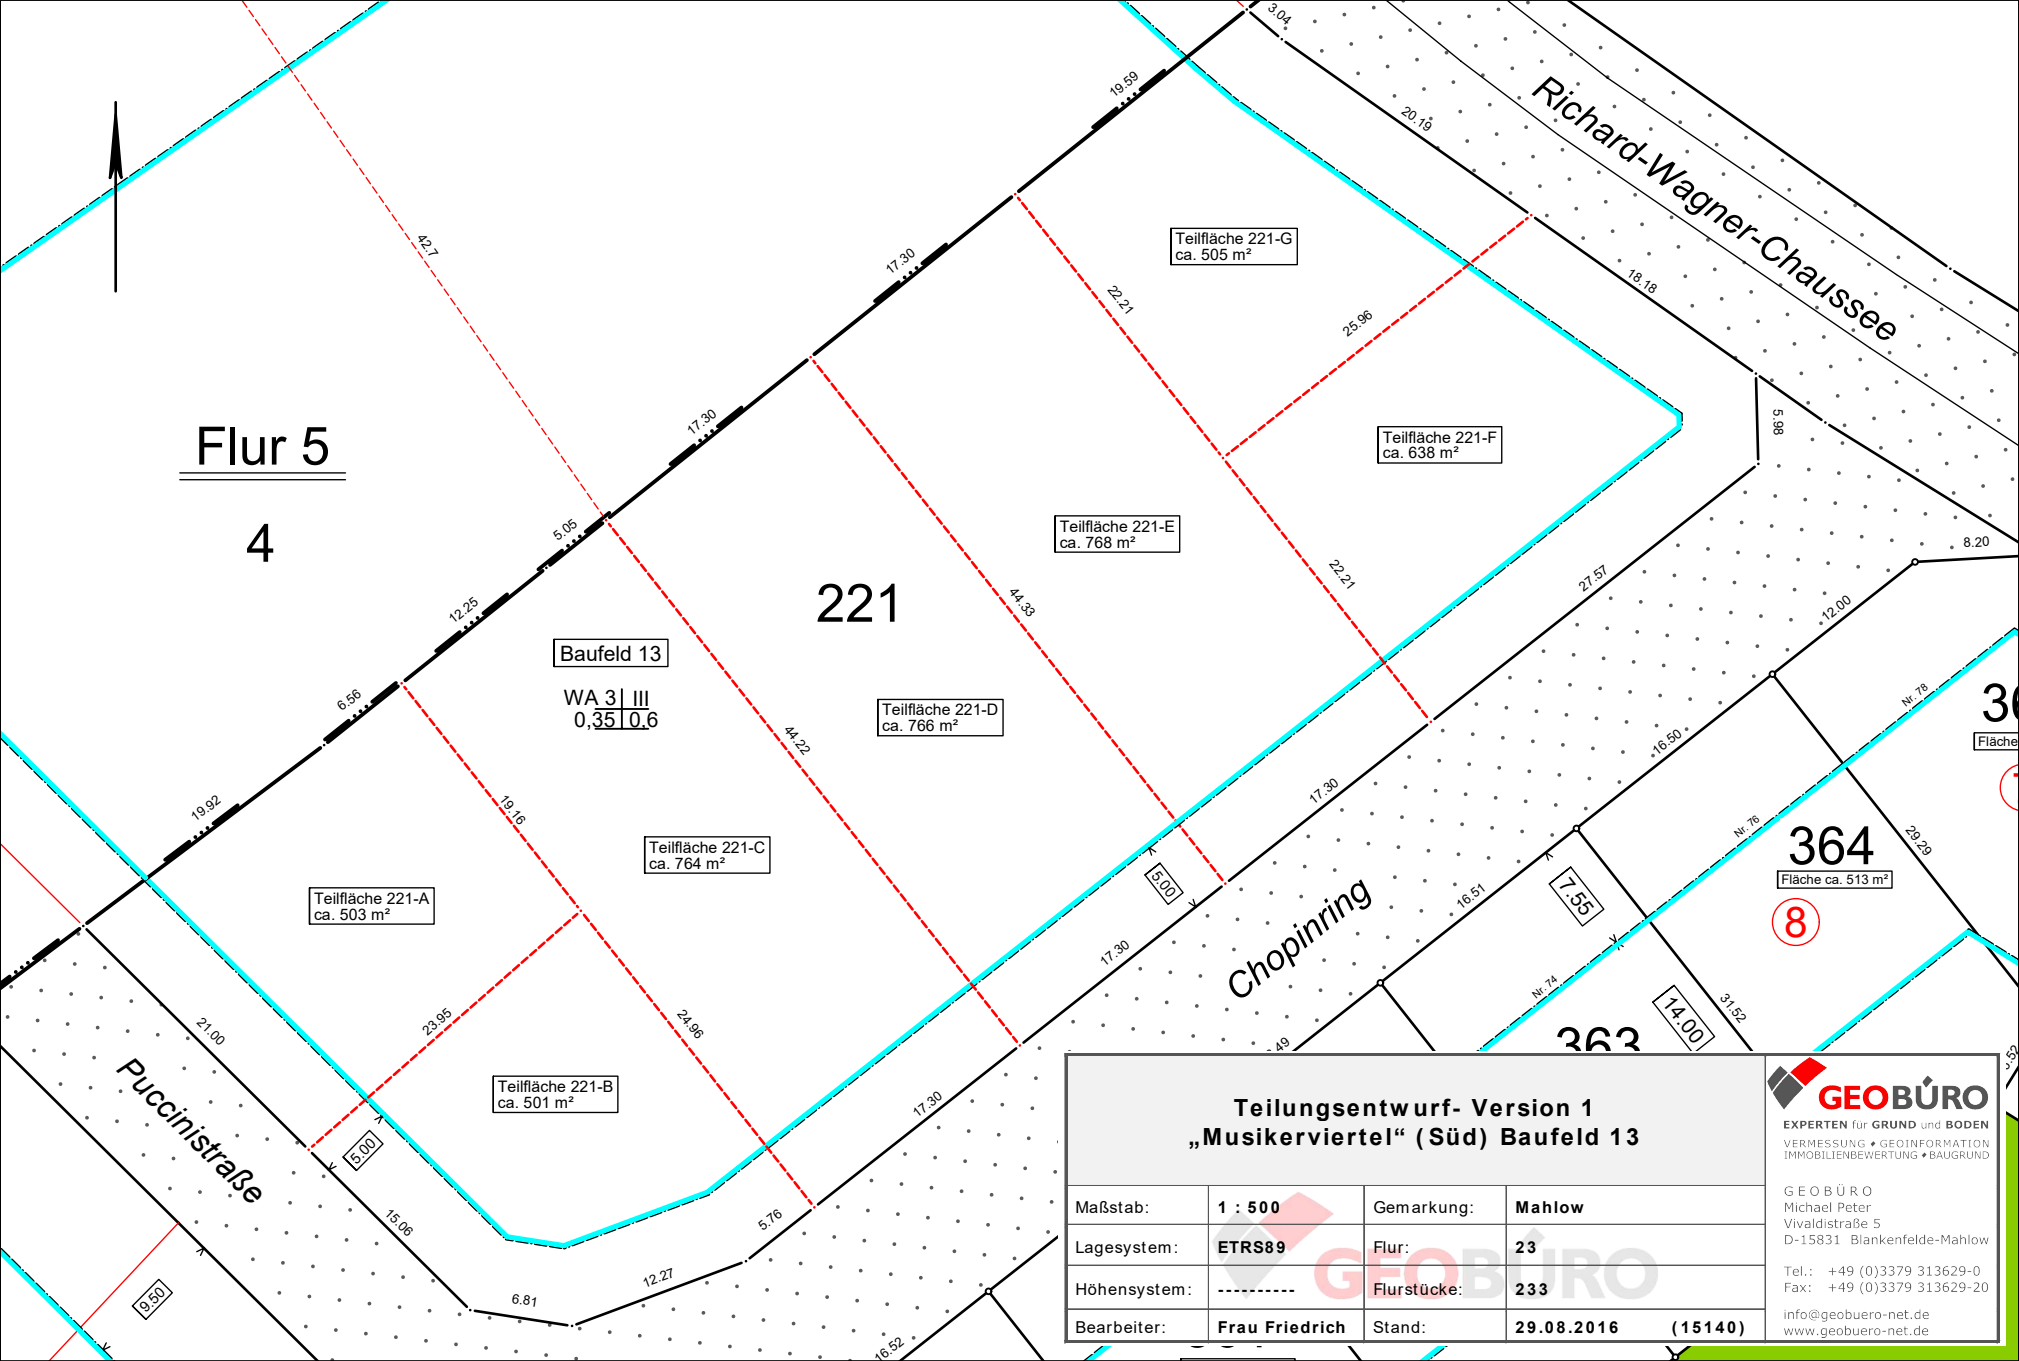 3.04
19.59
20.19
Richard-Wagner-Chaussee
42.7
17.30
Teilfläche 221-G
ca. 505 m²
22.21
25.96
18.18
Flur 5
4
17.30
5.98
Teilfläche 221-F
ca. 638 m²
5.05
Teilfläche 221-E
ca. 768 m²
8.20
12.25
221
44.33
22.21
27.57
12.00
Baufeld 13
WA 3 III
0,35 0,6
6.56
Teilfläche 221-D
ca. 766 m²
44.22
16.50
Nr. 78
Fläche
19.92
19.16
17.30
Nr. 76
364
Fläche ca. 513 m²
29.29
8
Teilfläche 221-C
ca. 764 m²
Teilfläche 221-A
ca. 503 m²
5.00
16.51
7.55
Chopinring
17.30
Nr. 74
21.00
23.95
24.96
31.52
14.00
363
Puccinistraße
Teilfläche 221-B
ca. 501 m²
17.30
5.00
15.06
5.76
12.27
6.81
9.50
16.52
Teilungsentwurf- Version 1
„Musikerviertel“ (Süd) Baufeld 13
Maßstab: 1 : 500 Gemarkung: Mahlow
Lagesystem: ETRS89 Flur: 23
Höhensystem: ---------- Flurstücke: 233
Bearbeiter: Frau Friedrich Stand: 29.08.2016 (15140)
GEOBÜRO
GEOBÜRO
EXPERTEN für GRUND und BODEN
VERMESSUNG ♦ GEOINFORMATION
IMMOBILIENBEWERTUNG ♦ BAUGRUND
GEOBÜRO
Michael Peter
Vivaldistraße 5
D-15831 Blankenfelde-Mahlow
Tel.: +49 (0)3379 313629-0
Fax: +49 (0)3379 313629-20
info@geobuero-net.de
www.geobuero-net.de